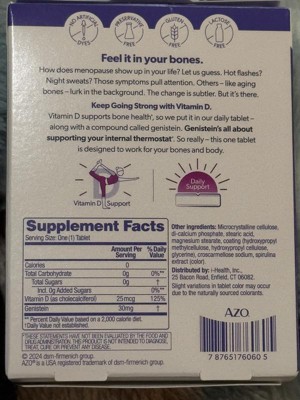 NO ARTIFICIAL DYES
PRESERVATIVE FREE
GLUTEN FREE
LACTOSE FREE
Feel it in your bones.
How does menopause show up in your life? Let us guess. Hot flashes?
Night sweats? Those symptoms pull attention. Others – like aging
bones – lurk in the background. The change is subtler. But it's there.
Keep Going Strong with Vitamin D.
Vitamin D supports bone health*, so we put it in our daily tablet –
along with a compound called genistein. Genistein's all about
supporting your internal thermostat*. So really – this one tablet
is designed to work for your bones and body.
Vitamin D Support
Daily
Support
Supplement Facts
Serving Size: One (1) Tablet
Amount Per Serving % Daily Value
Calories 0
Total Carbohydrate 0g 0%**
Total Sugars 0g †
Incl. 0g Added Sugars 0%**
Vitamin D (as cholecalciferol) 25mcg 125%
Genistein 30mg †
** Percent Daily Value based on a 2,000 calorie diet.
†Daily Value not established.
*THESE STATEMENTS HAVE NOT BEEN EVALUATED BY THE FOOD AND
DRUG ADMINISTRATION. THIS PRODUCT IS NOT INTENDED TO DIAGNOSE,
TREAT, CURE OR PREVENT ANY DISEASE.
© 2024 dsm-firmenich group.
AZO® is a USA registered trademark of dsm-firmenich group.
Other ingredients: Microcrystalline cellulose,
di-calcium phosphate, stearic acid,
magnesium stearate, coating (hydroxypropyl
methylcellulose, hydroxypropyl cellulose,
glycerine), croscarmellose sodium, spirulina
extract (color).
Distributed by: i-Health, Inc.,
25 Bacon Road, Enfield, CT 06082.
Slight variations in tablet color may occur
due to the naturally sourced colorants.
AZO
7 87651 76060 5